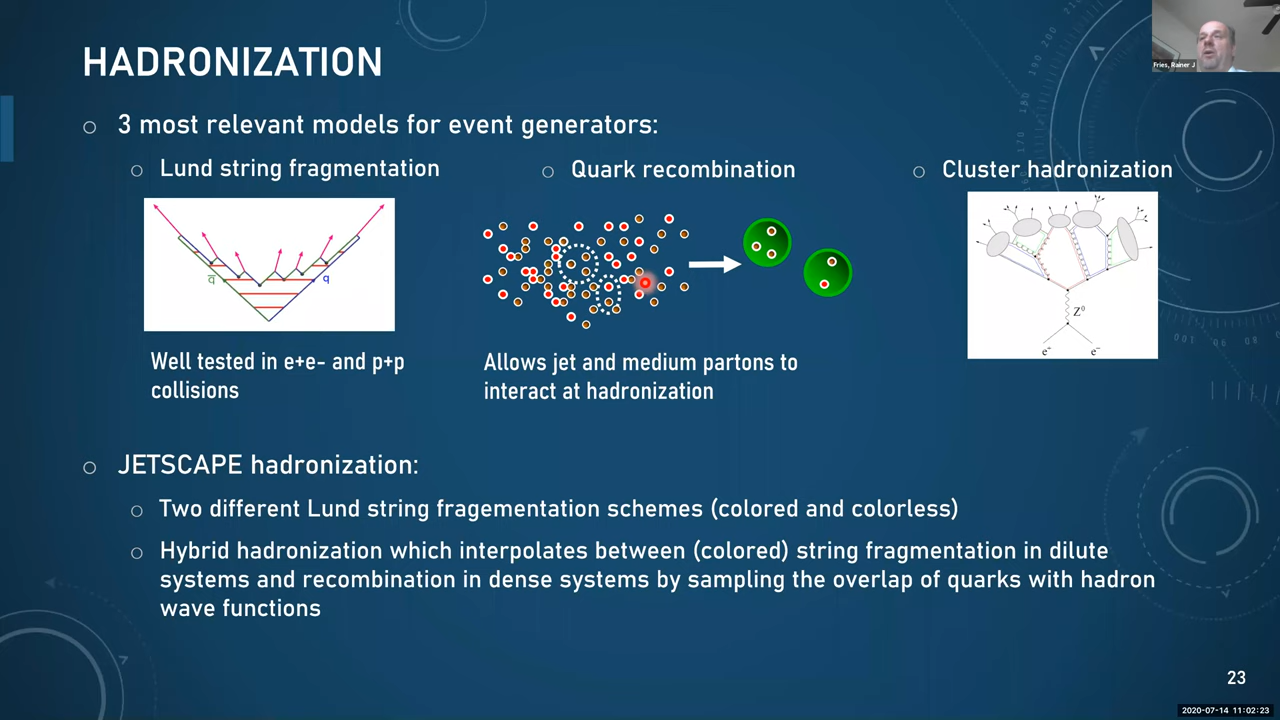 HADRONIZATION
Fries, Rainer J
3 most relevant models for event generators:
Lund string fragmentation
Quark recombination
Cluster hadronization
q̅
q
Z⁰
e⁺
e⁻
Well tested in e+e- and p+p
collisions
Allows jet and medium partons to
interact at hadronization
JETSCAPE hadronization:
Two different Lund string fragementation schemes (colored and colorless)
Hybrid hadronization which interpolates between (colored) string fragmentation in dilute
systems and recombination in dense systems by sampling the overlap of quarks with hadron
wave functions
23
2020-07-14 11:02:23